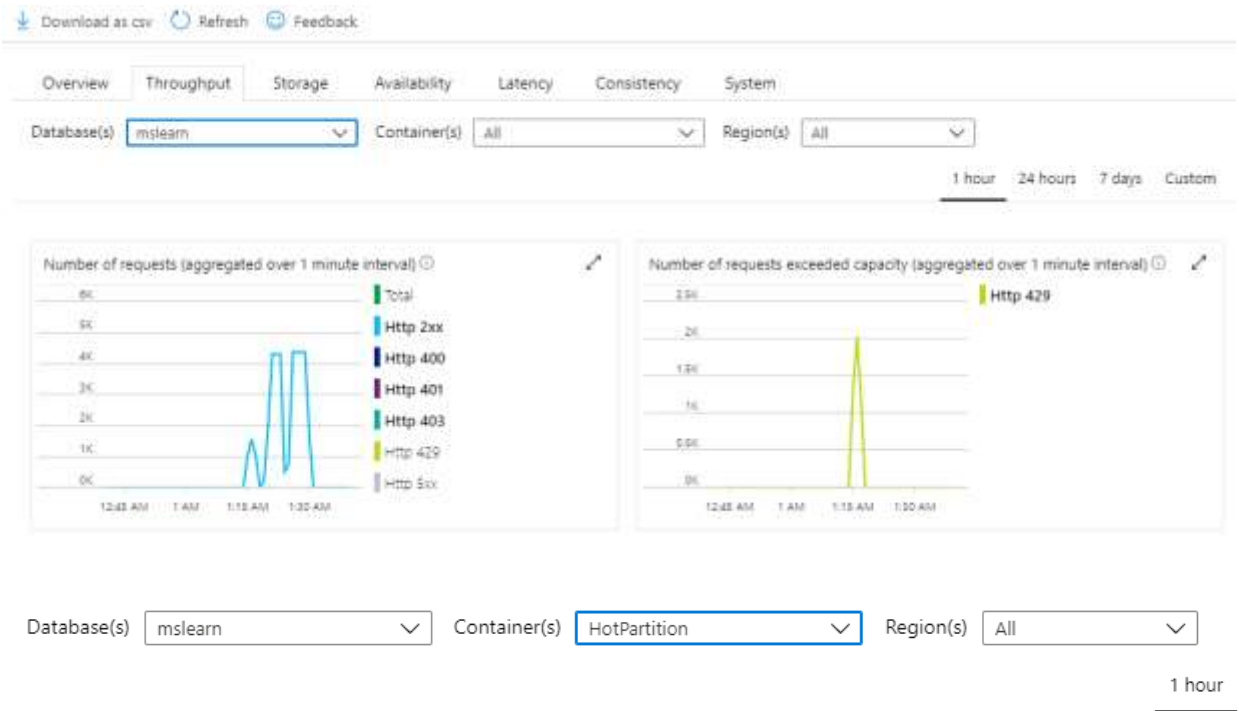 Download as csv Refresh Feedback
Overview Throughput Storage Availability Latency Consistency System
Database(s) mslearn Container(s) All Region(s) All
1 hour 24 hours 7 days Custom
Number of requests (aggregated over 1 minute interval)
6K
5K
4K
3K
2K
1K
0K
12:45 AM 1 AM 1:15 AM 1:30 AM
Total
Http 2xx
Http 400
Http 401
Http 403
Http 429
Http 5xx
Number of requests exceeded capacity (aggregated over 1 minute interval)
2.5K
2K
1.5K
1K
0.5K
0K
12:45 AM 1 AM 1:15 AM 1:30 AM
Http 429
Database(s) mslearn Container(s) HotPartition Region(s) All
1 hour